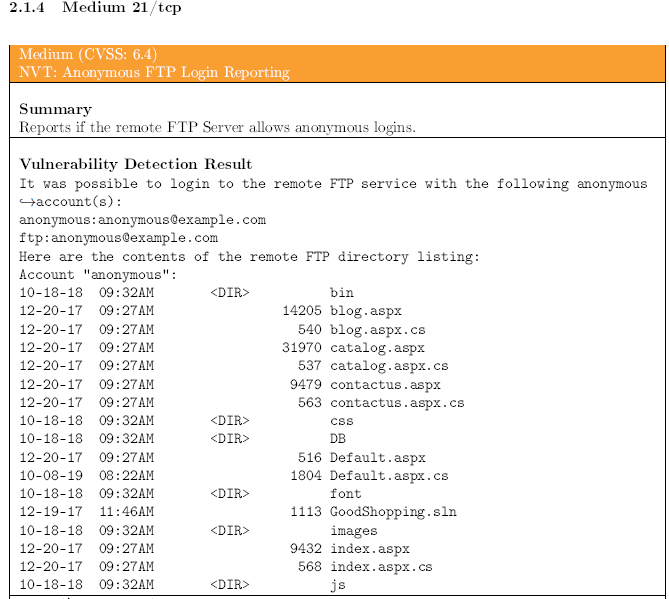 2.1.4 Medium 21/tcp
Medium (CVSS: 6.4)
NVT: Anonymous FTP Login Reporting
Summary
Reports if the remote FTP Server allows anonymous logins.
Vulnerability Detection Result
It was possible to login to the remote FTP service with the following anonymous
↪→account(s):
anonymous:anonymous@example.com
ftp:anonymous@example.com
Here are the contents of the remote FTP directory listing:
Account "anonymous":
10-18-18 09:32AM <DIR> bin
12-20-17 09:27AM 14205 blog.aspx
12-20-17 09:27AM 540 blog.aspx.cs
12-20-17 09:27AM 31970 catalog.aspx
12-20-17 09:27AM 537 catalog.aspx.cs
12-20-17 09:27AM 9479 contactus.aspx
12-20-17 09:27AM 563 contactus.aspx.cs
10-18-18 09:32AM <DIR> css
10-18-18 09:32AM <DIR> DB
12-20-17 09:27AM 516 Default.aspx
10-08-19 08:22AM 1804 Default.aspx.cs
10-18-18 09:32AM <DIR> font
12-19-17 11:46AM 1113 GoodShopping.sln
10-18-18 09:32AM <DIR> images
12-20-17 09:27AM 9432 index.aspx
12-20-17 09:27AM 568 index.aspx.cs
10-18-18 09:32AM <DIR> js